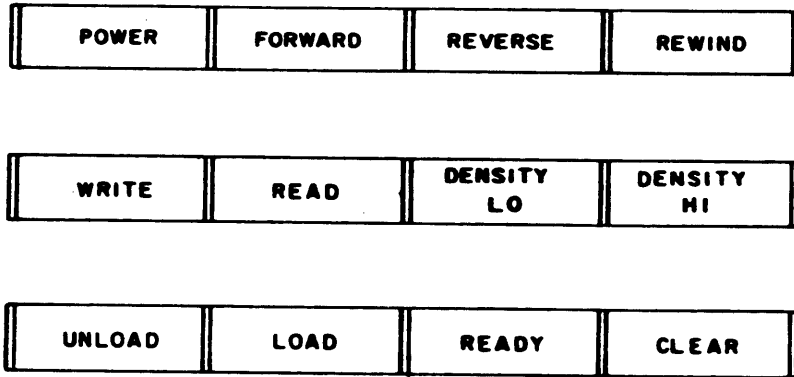 POWER FORWARD REVERSE REWIND
WRITE READ DENSITY LO DENSITY HI
UNLOAD LOAD READY CLEAR